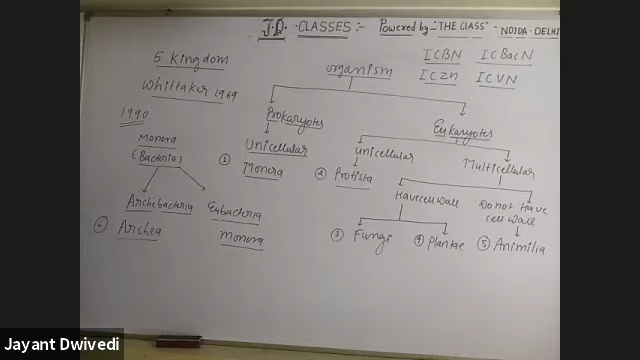 J.D. CLASSES:- Powered by- "THE CLASS" - NOIDA - DELHI
5 Kingdom
Whittaker 1969
1990
Monera
(Bacteria)
Archebacteria Eubacteria
Archea
Monera
ICBN ICBacN
ICZN ICVN
organism
Prokaryotes Eukaryotes
Unicellular
① Monera
unicellular
② Protista
Multicellular
Have cell wall
Do not Have
cell wall
③ Fungi ④ Plantae ⑤ Animilia
Jayant Dwivedi